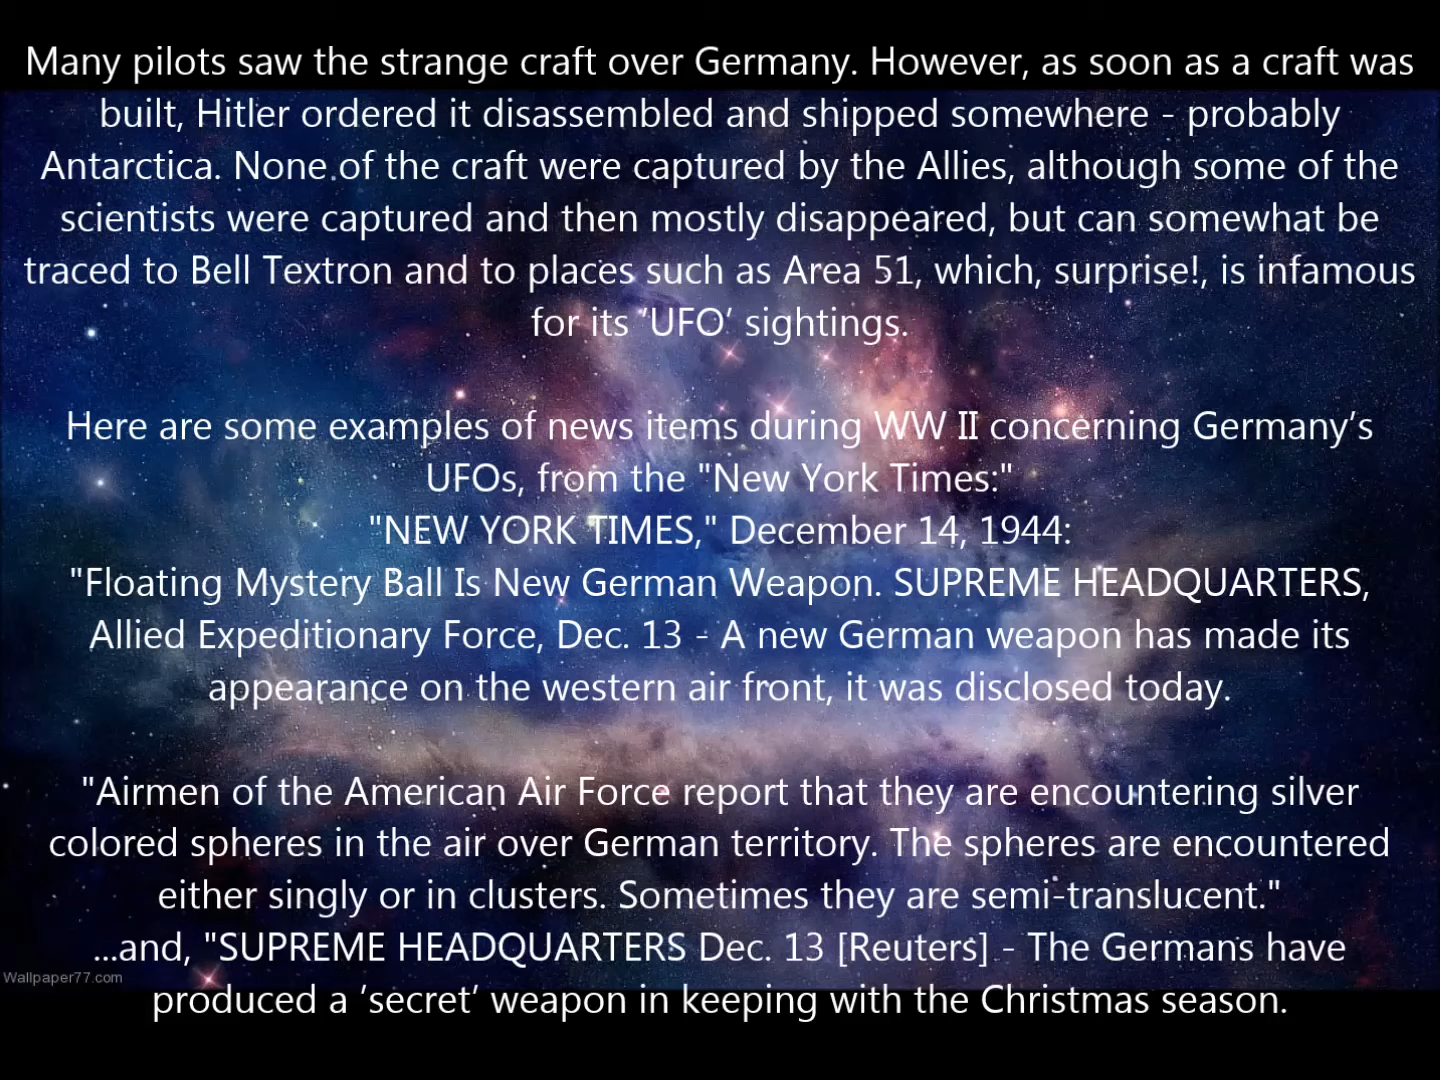 Many pilots saw the strange craft over Germany. However, as soon as a craft was
built, Hitler ordered it disassembled and shipped somewhere - probably
Antarctica. None of the craft were captured by the Allies, although some of the
scientists were captured and then mostly disappeared, but can somewhat be
traced to Bell Textron and to places such as Area 51, which, surprise!, is infamous
for its ‘UFO’ sightings.
Here are some examples of news items during WW II concerning Germany’s
UFOs, from the "New York Times:"
"NEW YORK TIMES," December 14, 1944:
"Floating Mystery Ball Is New German Weapon. SUPREME HEADQUARTERS,
Allied Expeditionary Force, Dec. 13 - A new German weapon has made its
appearance on the western air front, it was disclosed today.
"Airmen of the American Air Force report that they are encountering silver
colored spheres in the air over German territory. The spheres are encountered
either singly or in clusters. Sometimes they are semi-translucent."
...and, "SUPREME HEADQUARTERS Dec. 13 [Reuters] - The Germans have
Wallpaper77.com
produced a ‘secret’ weapon in keeping with the Christmas season.